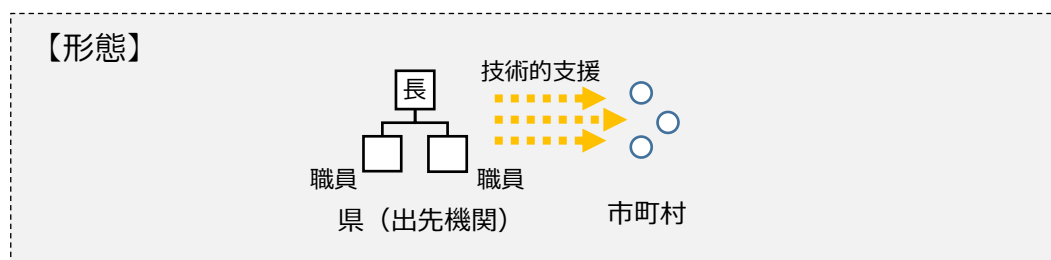 【形態】
技術的支援
長
職員
職員
県（出先機関）
市町村